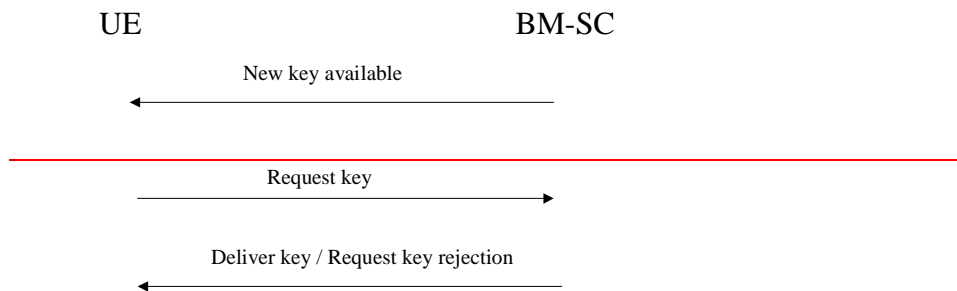 UE BM-SC
New key available
Request key
Deliver key / Request key rejection